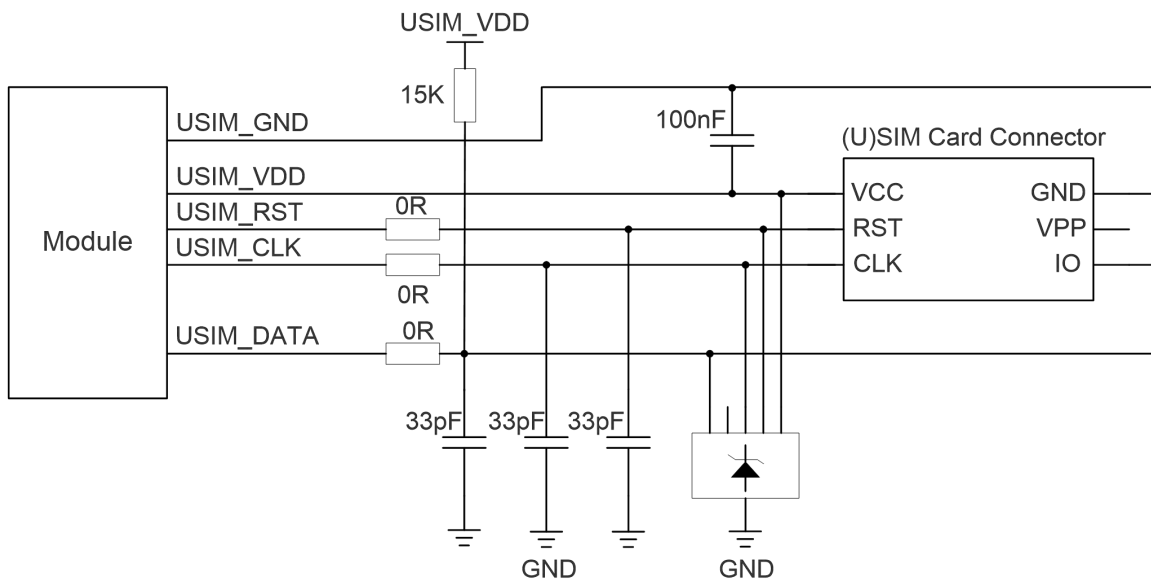 USIM_VDD
15K
100nF
USIM_GND
(U)SIM Card Connector
USIM_VDD
VCC
GND
0R
USIM_RST
RST
VPP
Module
USIM_CLK
CLK
IO
0R
USIM_DATA
0R
33pF
33pF
33pF
GND
GND